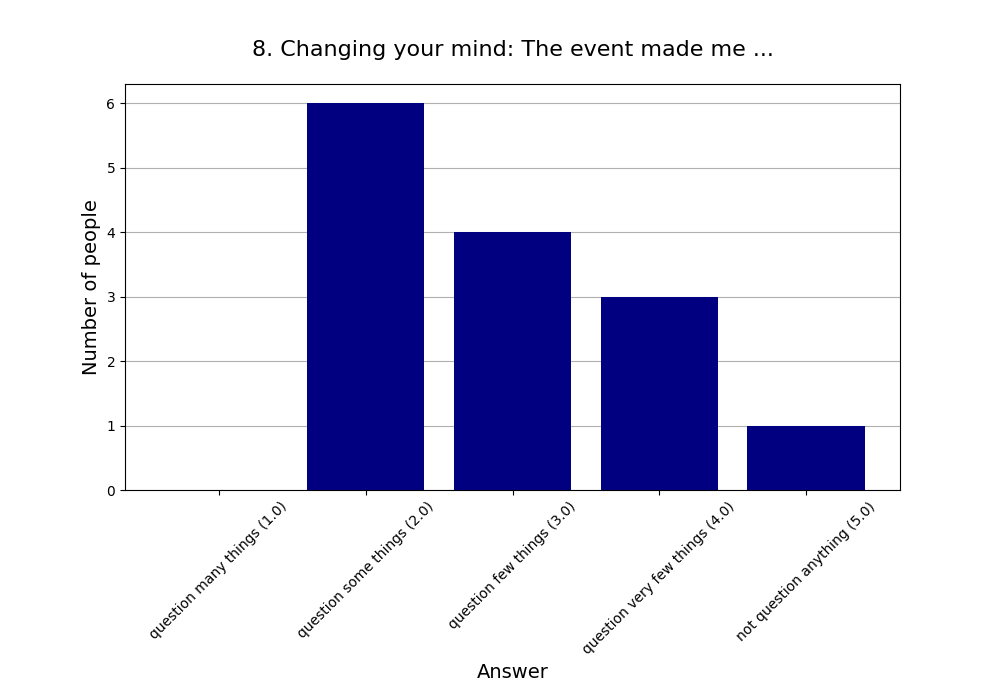 8. Changing your mind: The event made me ...
Number of people
6
5
4
3
2
1
0
question many things (1.0)
question some things (2.0)
question few things (3.0)
question very few things (4.0)
not question anything (5.0)
Answer